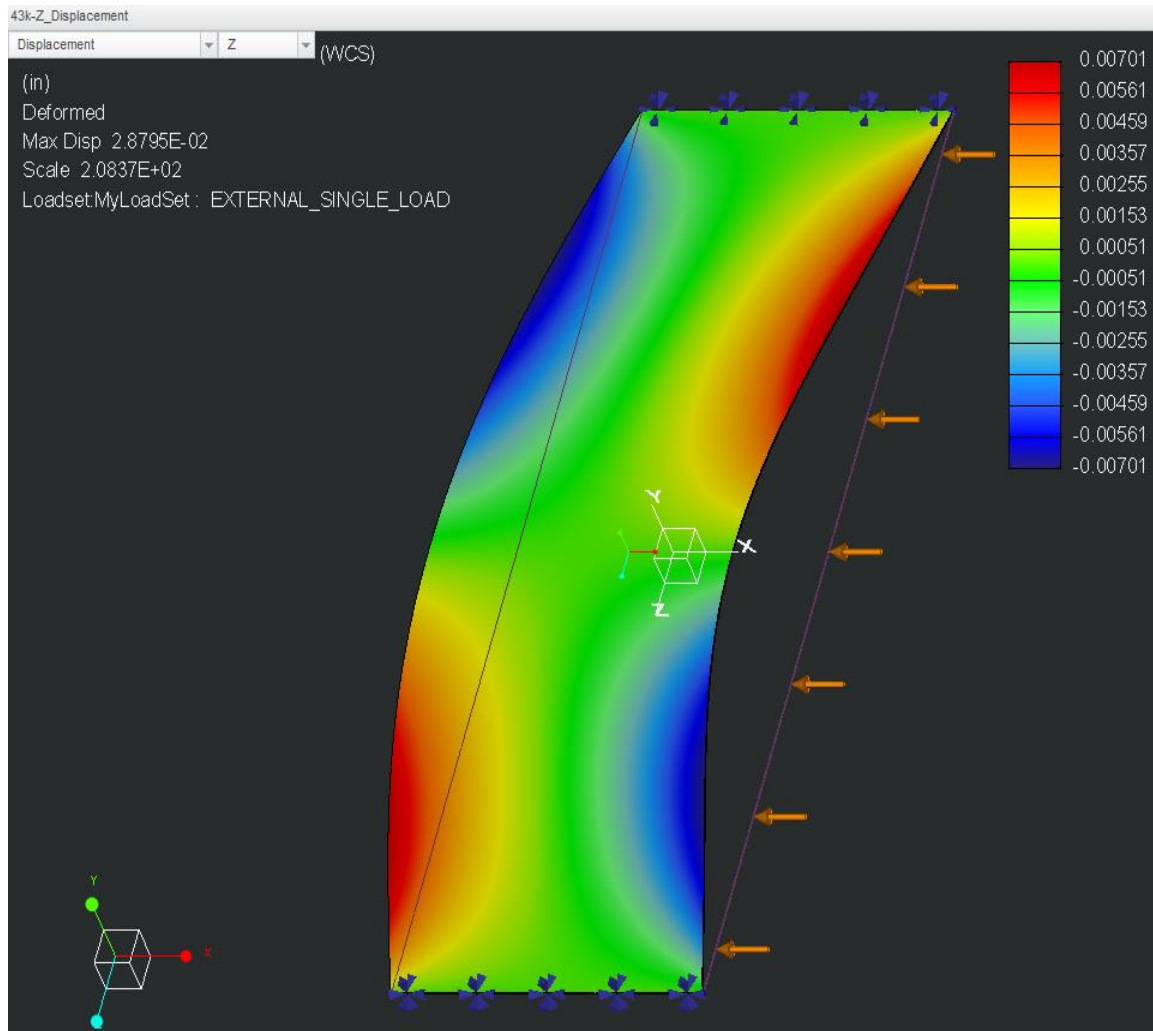 43k-Z_Displacement
Displacement Z (WCS)
(in)
Deformed
Max Disp 2.8795E-02
Scale 2.0837E+02
Loadset:MyLoadSet : EXTERNAL_SINGLE_LOAD
0.00701
0.00561
0.00459
0.00357
0.00255
0.00153
0.00051
-0.00051
-0.00153
-0.00255
-0.00357
-0.00459
-0.00561
-0.00701
Y
X
Z
Y
X